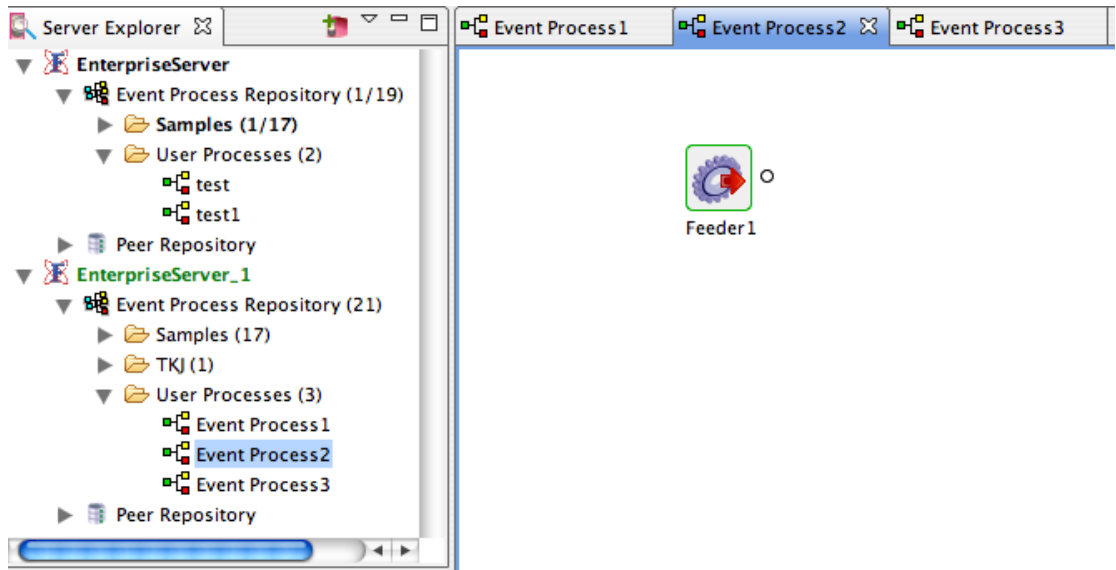 Server Explorer
EnterpriseServer
Event Process Repository (1/19)
Samples (1/17)
User Processes (2)
test
test1
Peer Repository
EnterpriseServer_1
Event Process Repository (21)
Samples (17)
TKJ (1)
User Processes (3)
Event Process1
Event Process2
Event Process3
Peer Repository
Event Process1
Event Process2
Event Process3
Feeder1